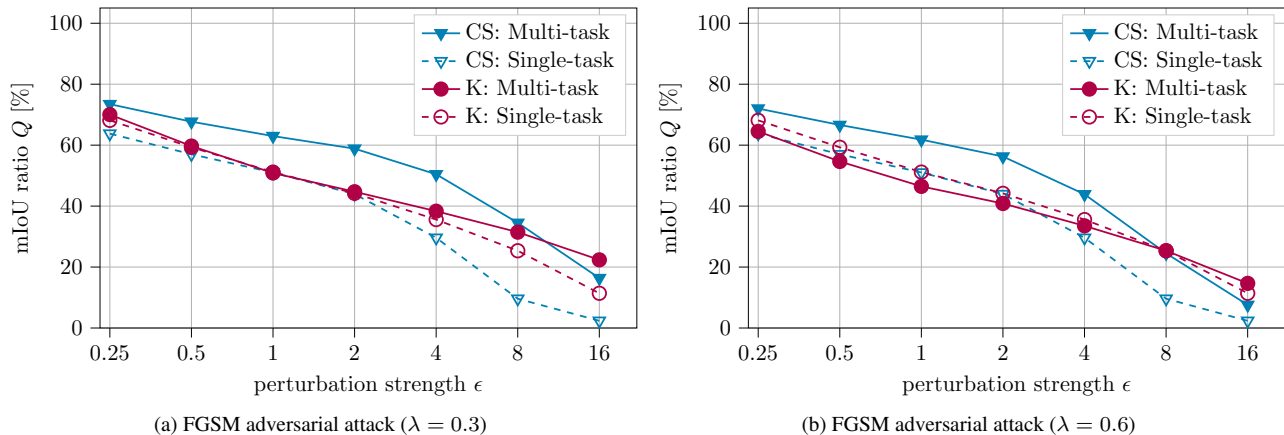 100
80
60
40
20
0
mIoU ratio Q [%]
CS: Multi-task
CS: Single-task
K: Multi-task
K: Single-task
0.25 0.5 1 2 4 8 16
perturbation strength ϵ
(a) FGSM adversarial attack (λ = 0.3)
100
80
60
40
20
0
mIoU ratio Q [%]
CS: Multi-task
CS: Single-task
K: Multi-task
K: Single-task
0.25 0.5 1 2 4 8 16
perturbation strength ϵ
(b) FGSM adversarial attack (λ = 0.6)